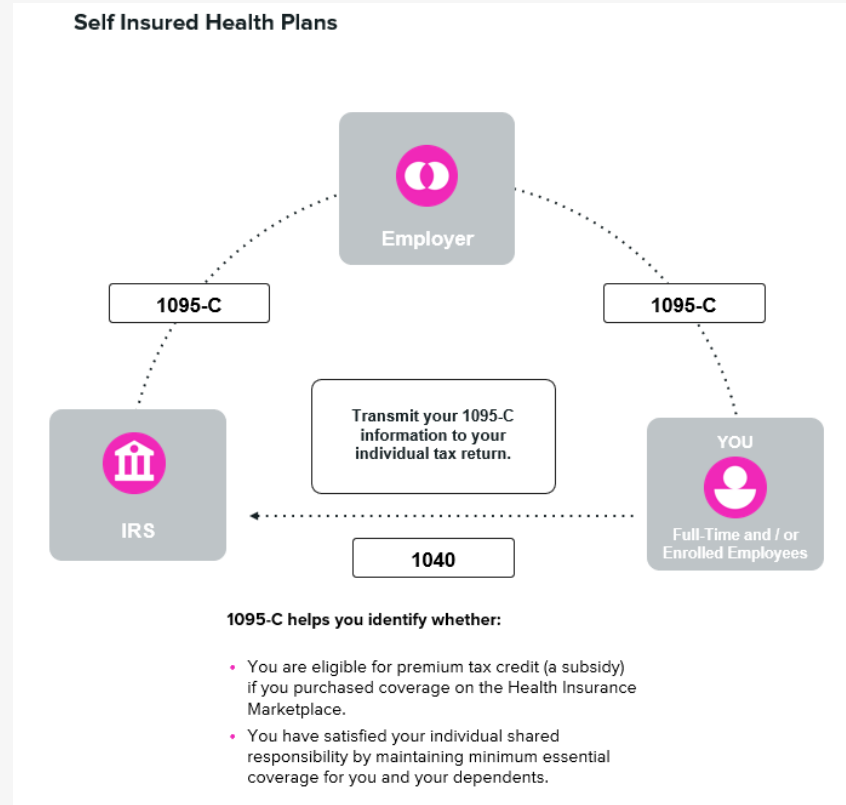 Self Insured Health Plans
Employer
1095-C
1095-C
Transmit your 1095-C
information to your
individual tax return.
YOU
IRS
Full-Time and / or
Enrolled Employees
1040
1095-C helps you identify whether:
• You are eligible for premium tax credit (a subsidy)
if you purchased coverage on the Health Insurance
Marketplace.
• You have satisfied your individual shared
responsibility by maintaining minimum essential
coverage for you and your dependents.